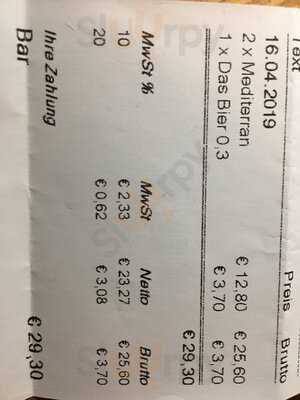 Text Preis Brutto
16.04.2019
2 x Mediterran € 12,80 € 25,60
1 x Das Bier 0,3 € 3,70 € 3,70
€ 29,30
MwSt % MwSt Netto Brutto
10 € 2,33 € 23,27 € 25,60
20 € 0,62 € 3,08 € 3,70
Ihre Zahlung
Bar € 29,30